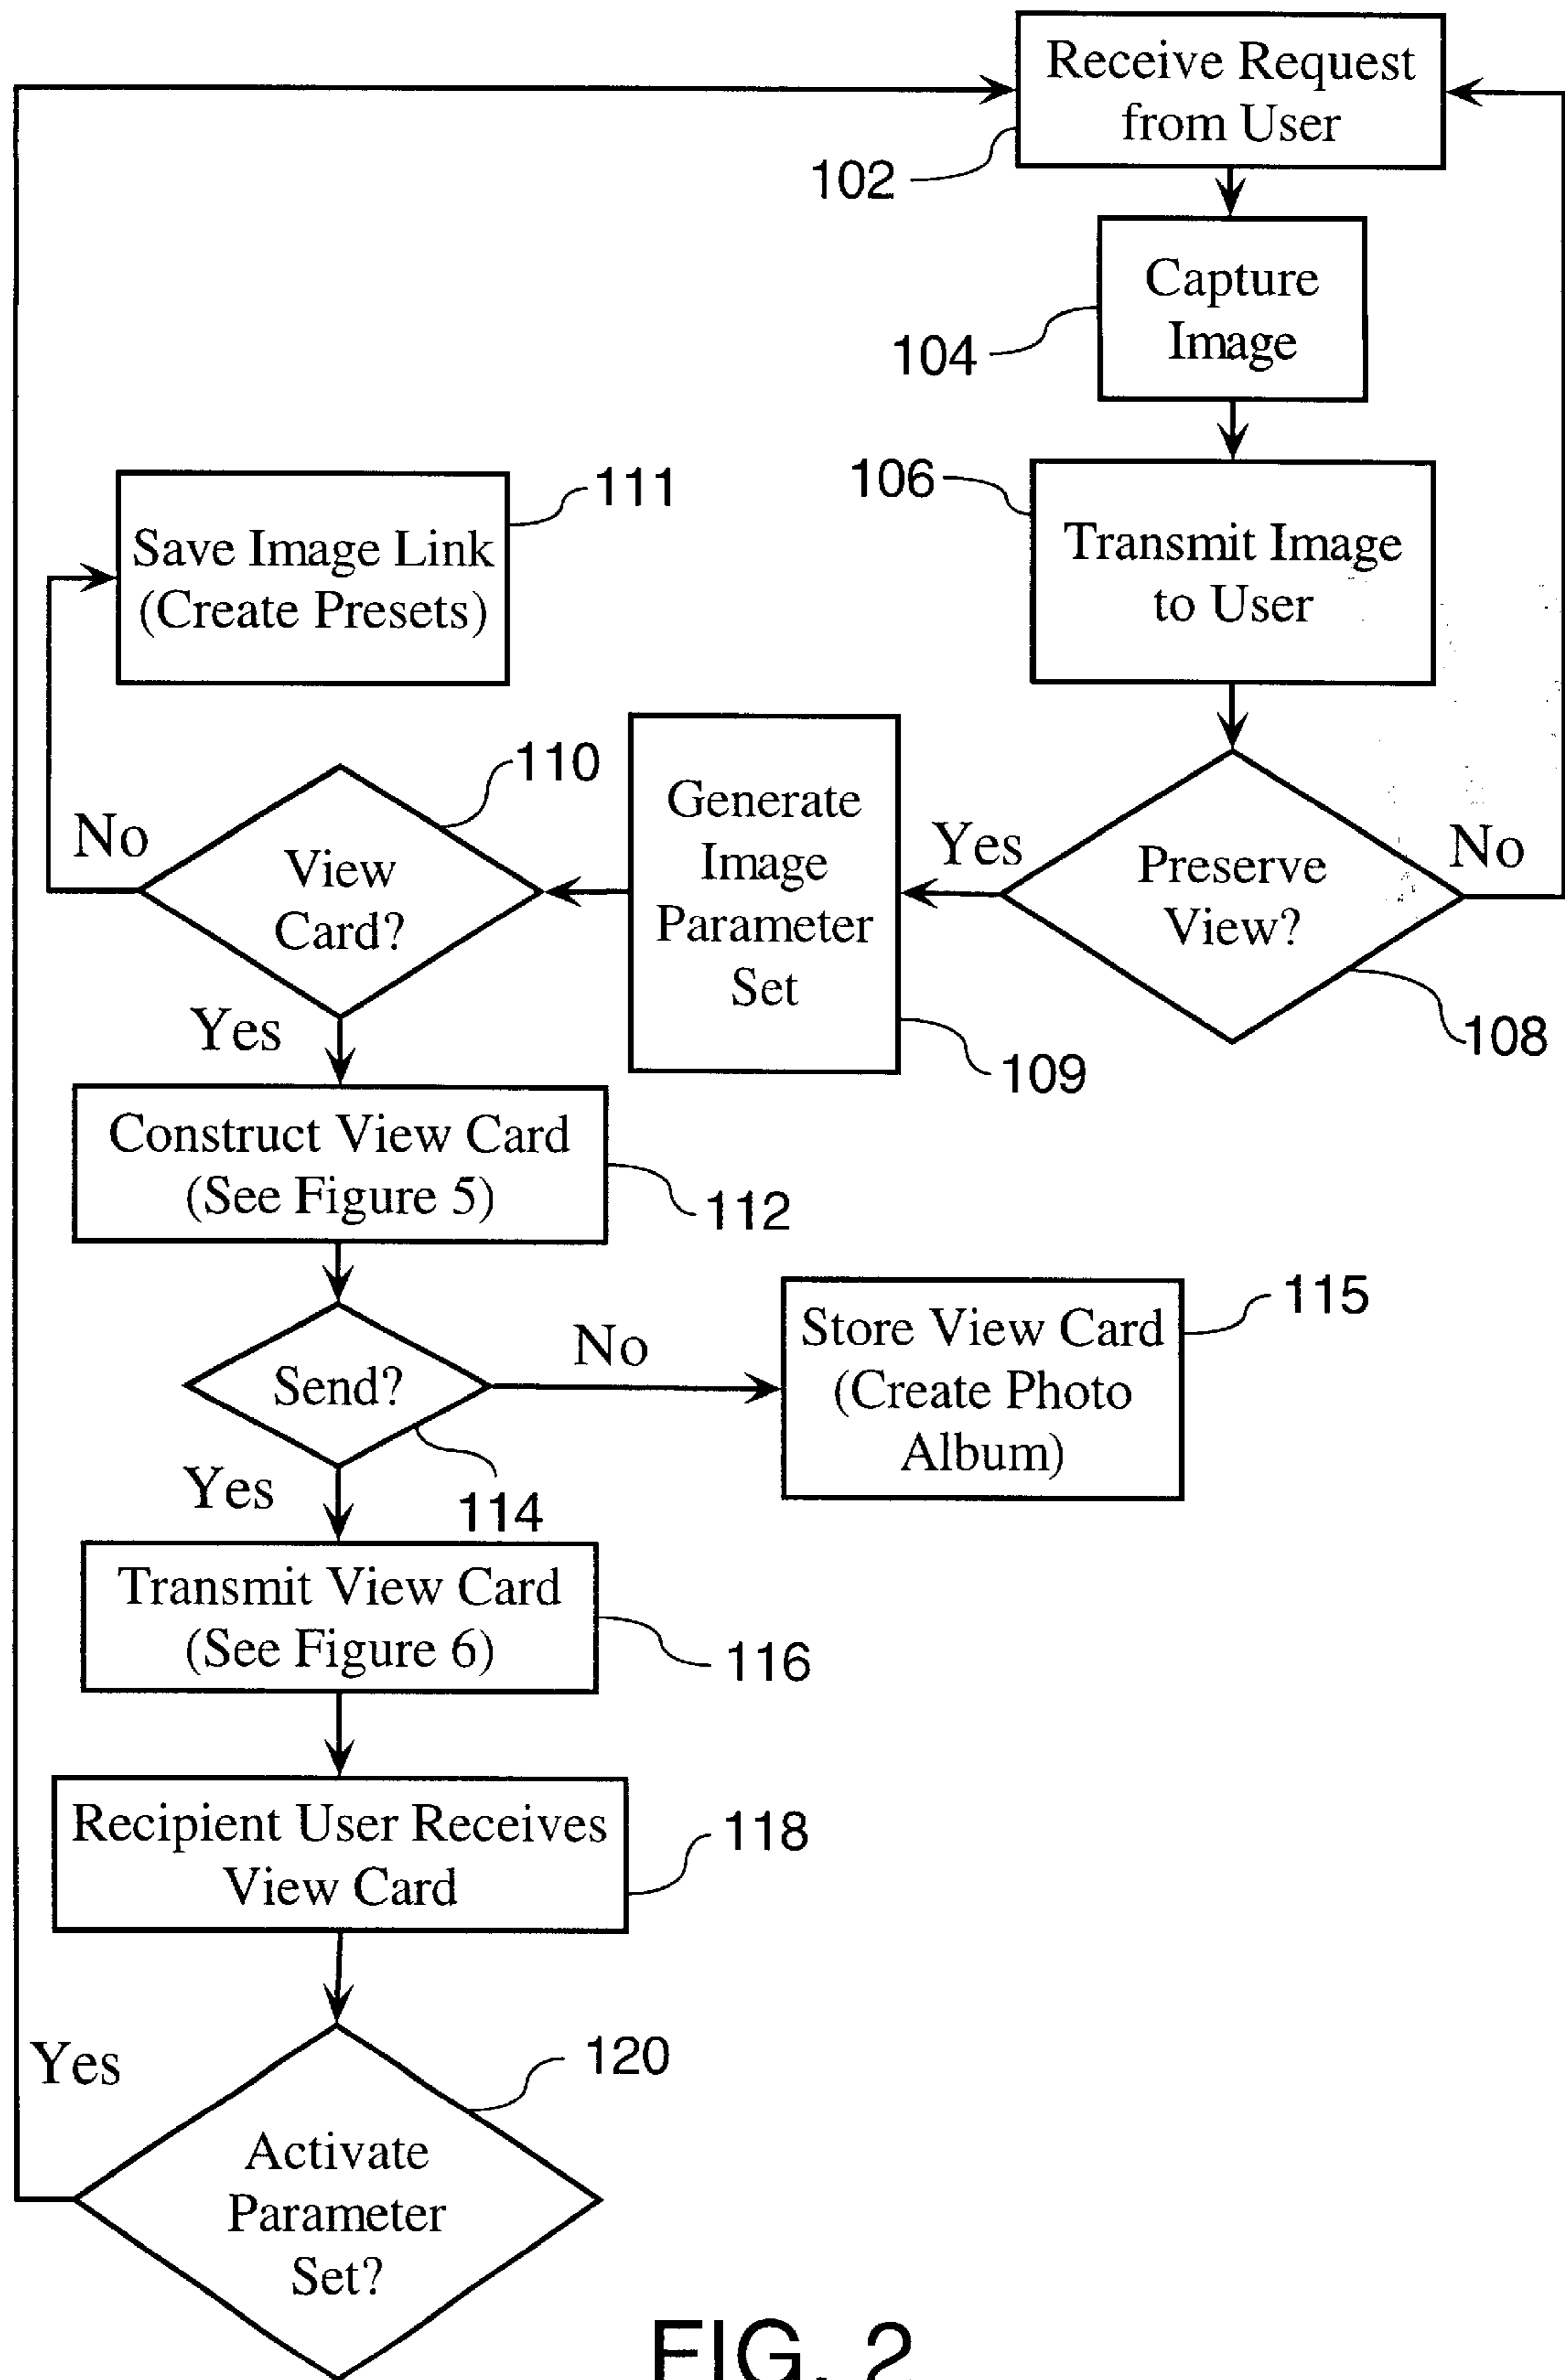 Receive Request
from User
102
Capture
Image
104
106
Transmit Image
to User
111
Save Image Link
(Create Presets)
110
No
View
Card?
Yes
Generate
Image
Parameter
Set
109
Yes
Preserve
View?
No
108
Construct View Card
(See Figure 5)
112
Send?
No
Yes
114
Store View Card
(Create Photo
Album)
115
Transmit View Card
(See Figure 6)
116
Recipient User Receives
View Card
118
Yes
120
Activate
Parameter
Set?
FIG. 2